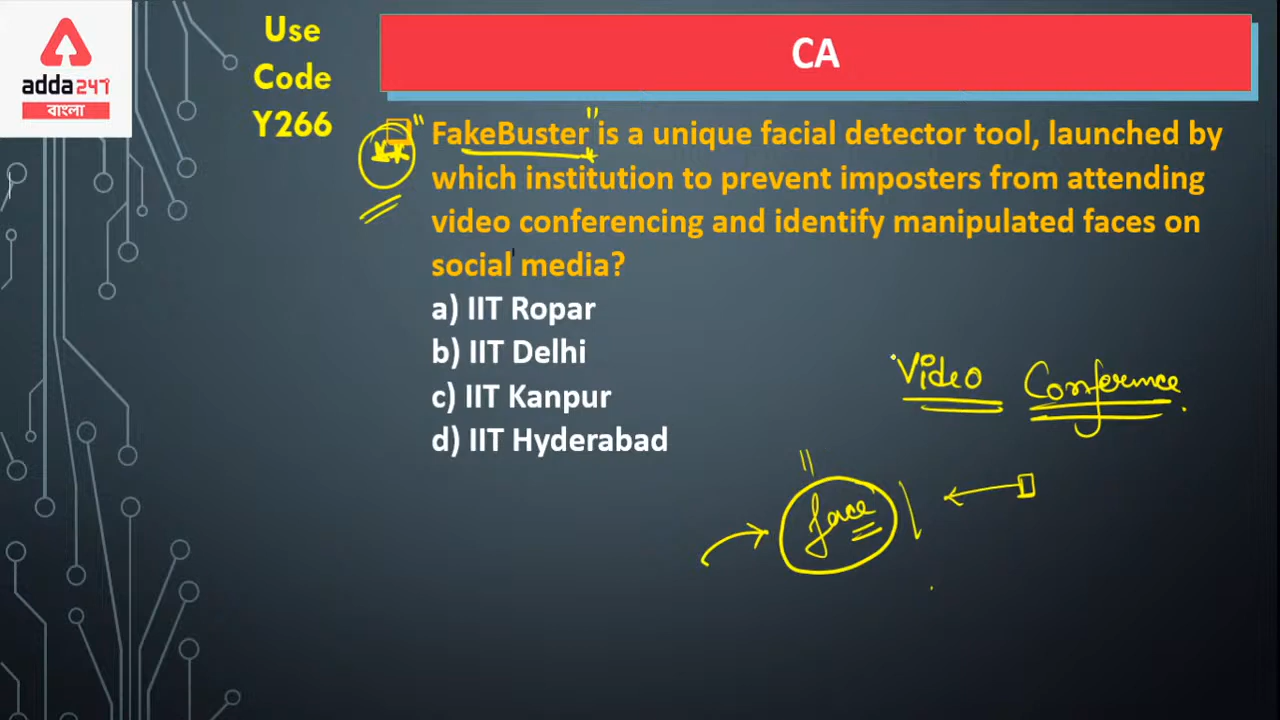 adda247
বাংলা
Use
Code
Y266
CA
FakeBuster is a unique facial detector tool, launched by
which institution to prevent imposters from attending
video conferencing and identify manipulated faces on
social media?
a) IIT Ropar
b) IIT Delhi
c) IIT Kanpur
d) IIT Hyderabad
Video Conference
face